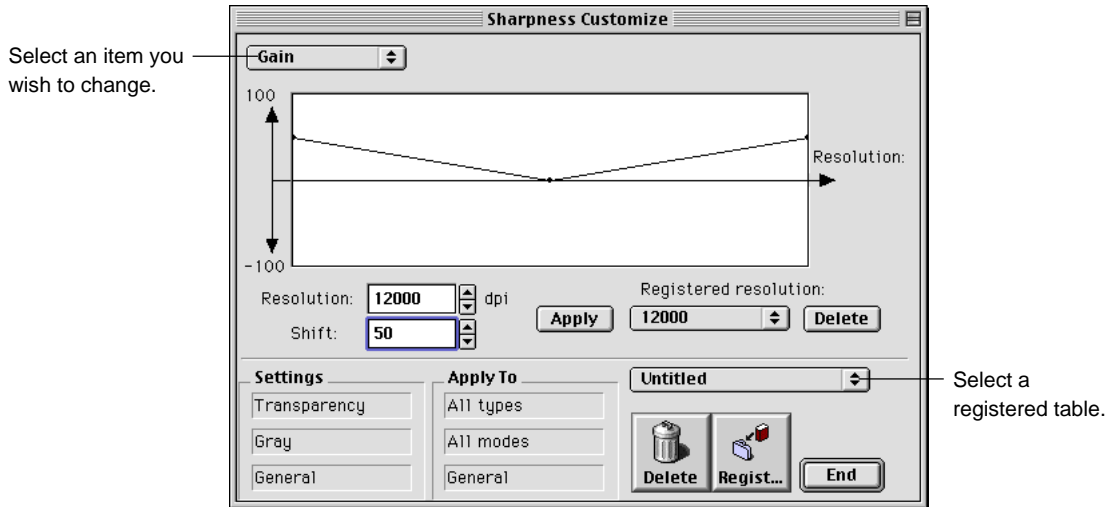 Sharpness Customize
Select an item you
wish to change.
Gain
100
Resolution:
-100
Resolution: 12000 dpi
Shift: 50
Apply
Registered resolution:
12000
Delete
Settings
Transparency
Gray
General
Apply To
All types
All modes
General
Untitled
Select a
registered table.
Delete
Regist...
End